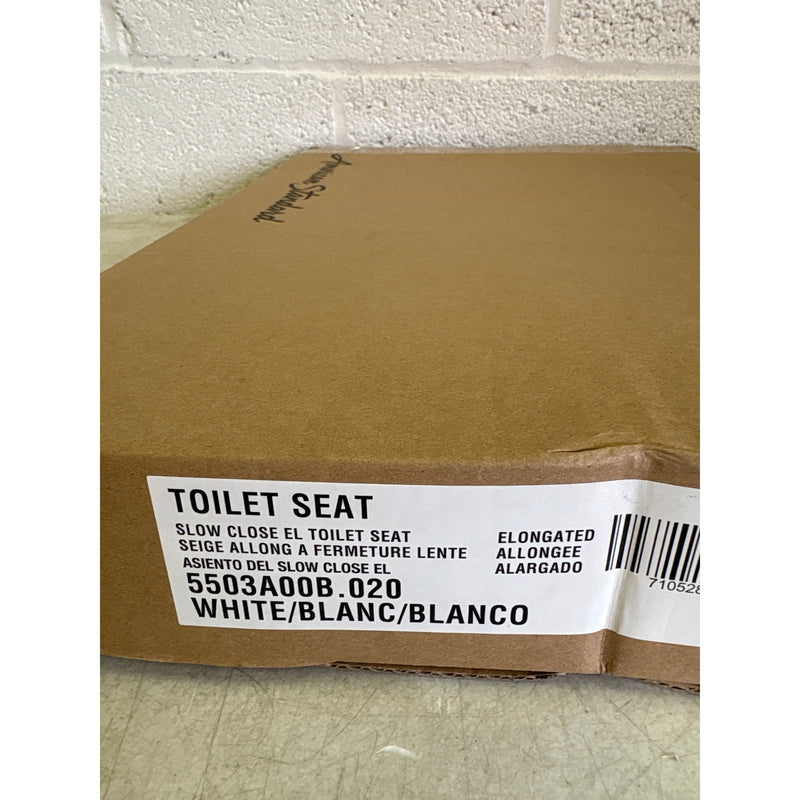 American Standard
TOILET SEAT
SLOW CLOSE EL TOILET SEAT
SEIGE ALLONG A FERMETURE LENTE
ASIENTO DEL SLOW CLOSE EL
5503A00B.020
WHITE/BLANC/BLANCO
ELONGATED
ALLONGEE
ALARGADO
710528